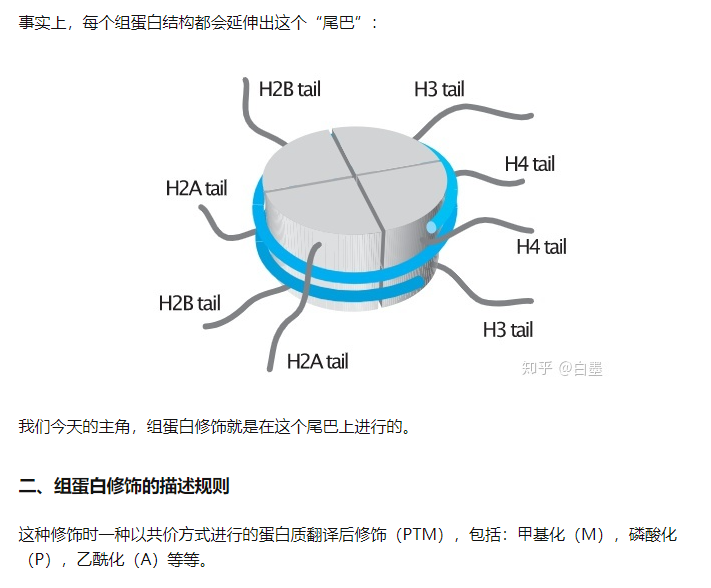 事实上，每个组蛋白结构都会延伸出这个“尾巴”：
H2B tail
H3 tail
H4 tail
H2A tail
H4 tail
H2B tail
H3 tail
H2A tail
知乎 @白墨
我们今天的主角，组蛋白修饰就是在这个尾巴上进行的。
二、组蛋白修饰的描述规则
这种修饰时一种以共价方式进行的蛋白质翻译后修饰（PTM），包括：甲基化（M），磷酸化
（P），乙酰化（A）等等。